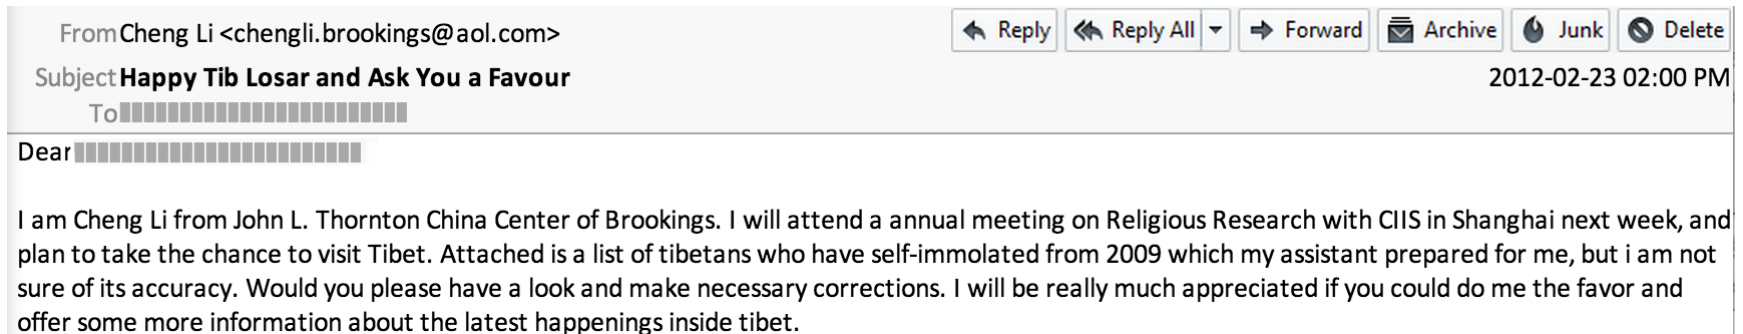 From Cheng Li <chengli.brookings@aol.com> Reply Reply All Forward Archive Junk Delete
Subject Happy Tib Losar and Ask You a Favour 2012-02-23 02:00 PM
To
Dear
I am Cheng Li from John L. Thornton China Center of Brookings. I will attend a annual meeting on Religious Research with CIIS in Shanghai next week, and
plan to take the chance to visit Tibet. Attached is a list of tibetans who have self-immolated from 2009 which my assistant prepared for me, but i am not
sure of its accuracy. Would you please have a look and make necessary corrections. I will be really much appreciated if you could do me the favor and
offer some more information about the latest happenings inside tibet.